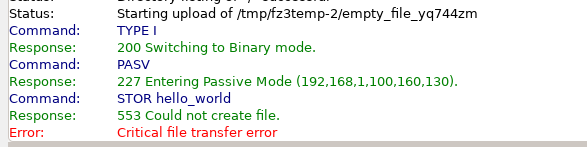 Status: Starting upload of /tmp/fz3temp-2/empty_file_yq744zm
Command: TYPE I
Response: 200 Switching to Binary mode.
Command: PASV
Response: 227 Entering Passive Mode (192,168,1,100,160,130).
Command: STOR hello_world
Response: 553 Could not create file.
Error: Critical file transfer error